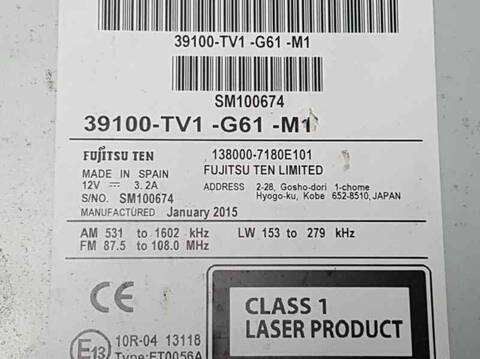 39100-TV1 -G61 -M1
SM100674
39100-TV1 -G61 -M1
FUJITSU TEN 138000-7180E101
MADE IN SPAIN FUJITSU TEN LIMITED
12V ⎓ 3.2A ADDRESS 2-28, Gosho-dori 1-chome
S/NO. SM100674 Hyogo-ku, Kobe 652-8510, JAPAN
MANUFACTURED January 2015
AM 531 to 1602 kHz LW 153 to 279 kHz
FM 87.5 to 108.0 MHz
CE
CLASS 1
LASER PRODUCT
E13 10R-04 13118
Type:FT0056A